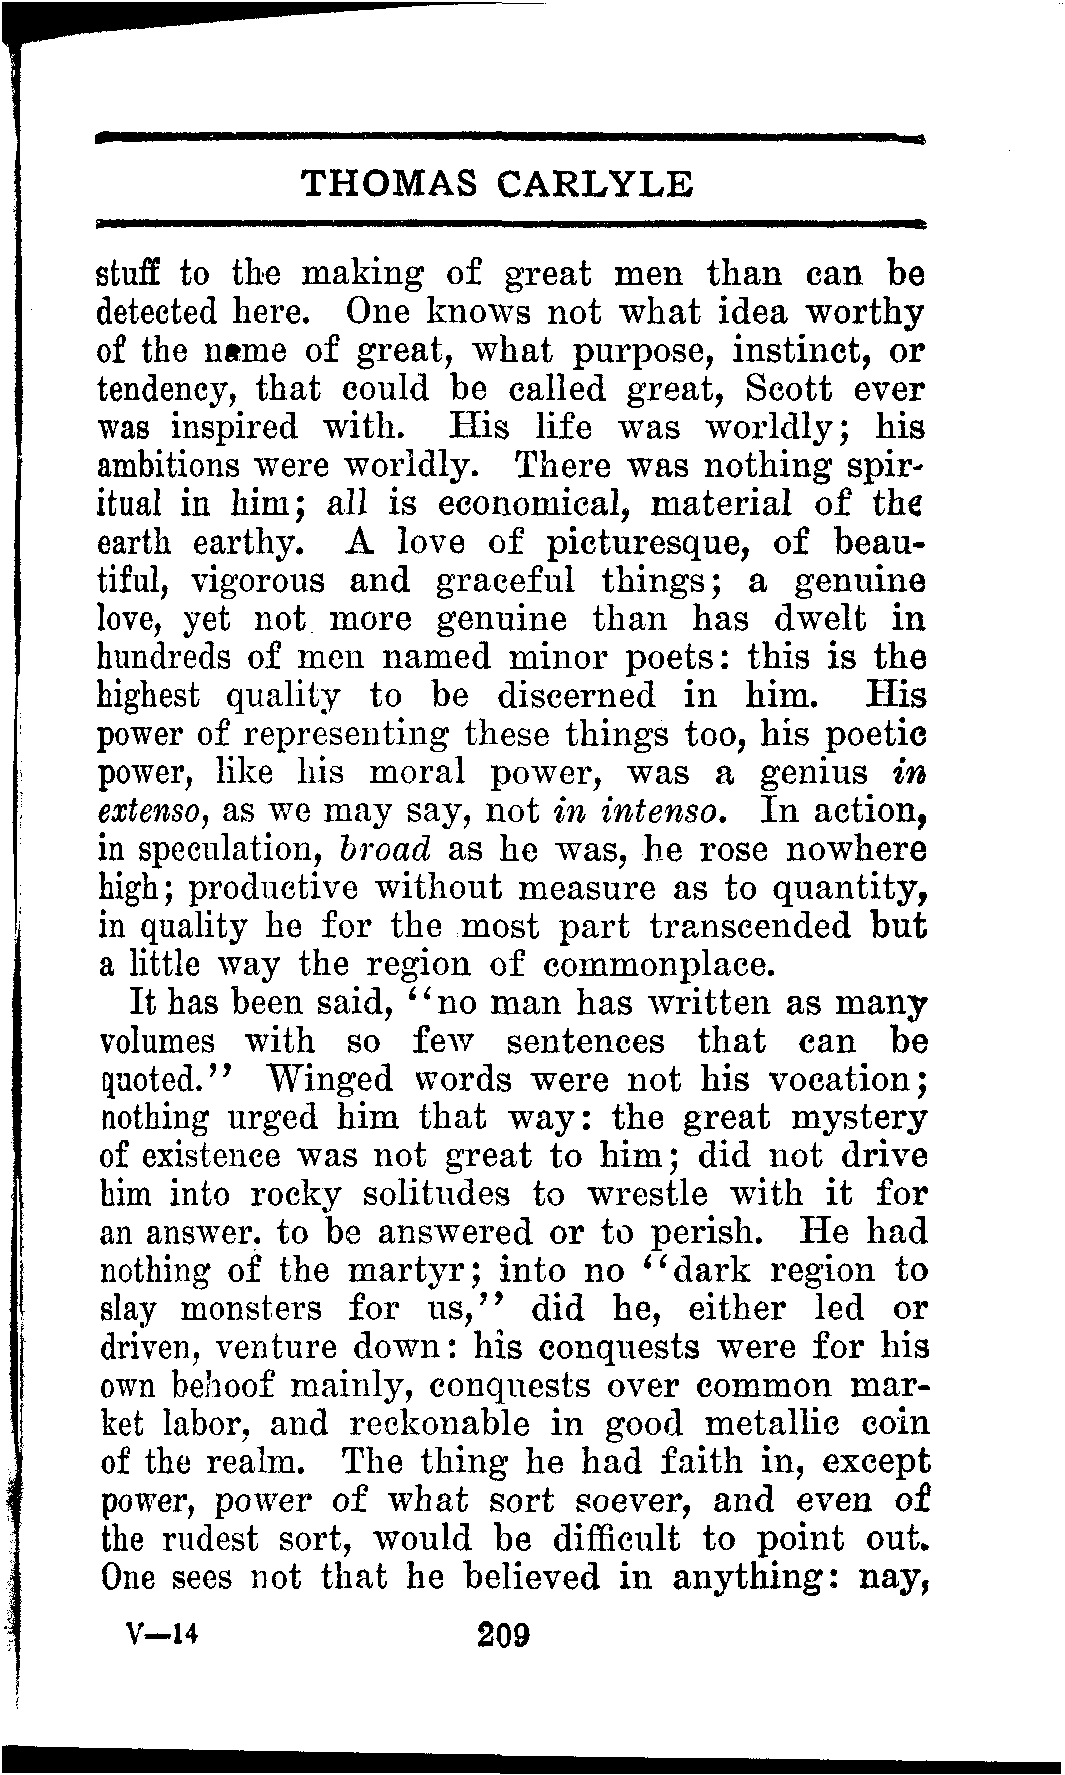 THOMAS CARLYLE
stuff to the making of great men than can be
detected here. One knows not what idea worthy
of the name of great, what purpose, instinct, or
tendency, that could be called great, Scott ever
was inspired with. His life was worldly; his
ambitions were worldly. There was nothing spir-
itual in him; all is economical, material of the
earth earthy. A love of picturesque, of beau-
tiful, vigorous and graceful things; a genuine
love, yet not more genuine than has dwelt in
hundreds of men named minor poets: this is the
highest quality to be discerned in him. His
power of representing these things too, his poetic
power, like his moral power, was a genius in
extenso, as we may say, not in intenso. In action,
in speculation, broad as he was, he rose nowhere
high; productive without measure as to quantity,
in quality he for the most part transcended but
a little way the region of commonplace.
It has been said, "no man has written as many
volumes with so few sentences that can be
quoted." Winged words were not his vocation;
nothing urged him that way: the great mystery
of existence was not great to him; did not drive
him into rocky solitudes to wrestle with it for
an answer. to be answered or to perish. He had
nothing of the martyr; into no "dark region to
slay monsters for us," did he, either led or
driven, venture down: his conquests were for his
own behoof mainly, conquests over common mar-
ket labor, and reckonable in good metallic coin
of the realm. The thing he had faith in, except
power, power of what sort soever, and even of
the rudest sort, would be difficult to point out.
One sees not that he believed in anything: nay,
V—14 209